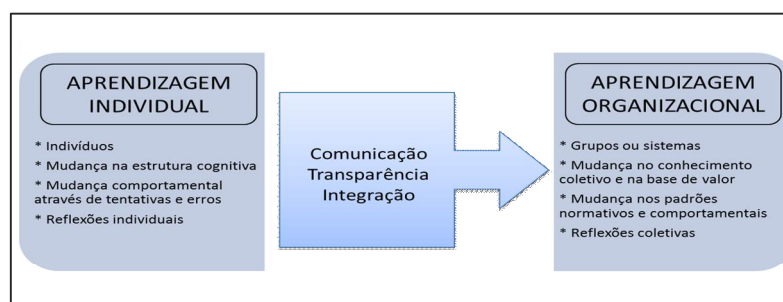 APRENDIZAGEM
INDIVIDUAL
* Indivíduos
* Mudança na estrutura cognitiva
* Mudança comportamental
através de tentativas e erros
* Reflexões individuais
Comunicação
Transparência
Integração
APRENDIZAGEM
ORGANIZACIONAL
* Grupos ou sistemas
* Mudança no conhecimento
coletivo e na base de valor
* Mudança nos padrões
normativos e comportamentais
* Reflexões coletivas